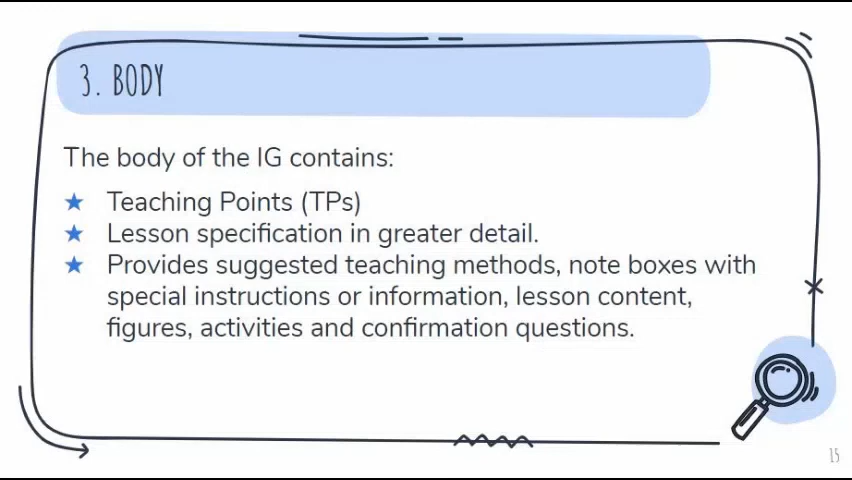 3. BODY
The body of the IG contains:
★ Teaching Points (TPs)
★ Lesson specification in greater detail.
★ Provides suggested teaching methods, note boxes with
special instructions or information, lesson content,
figures, activities and confirmation questions.
15